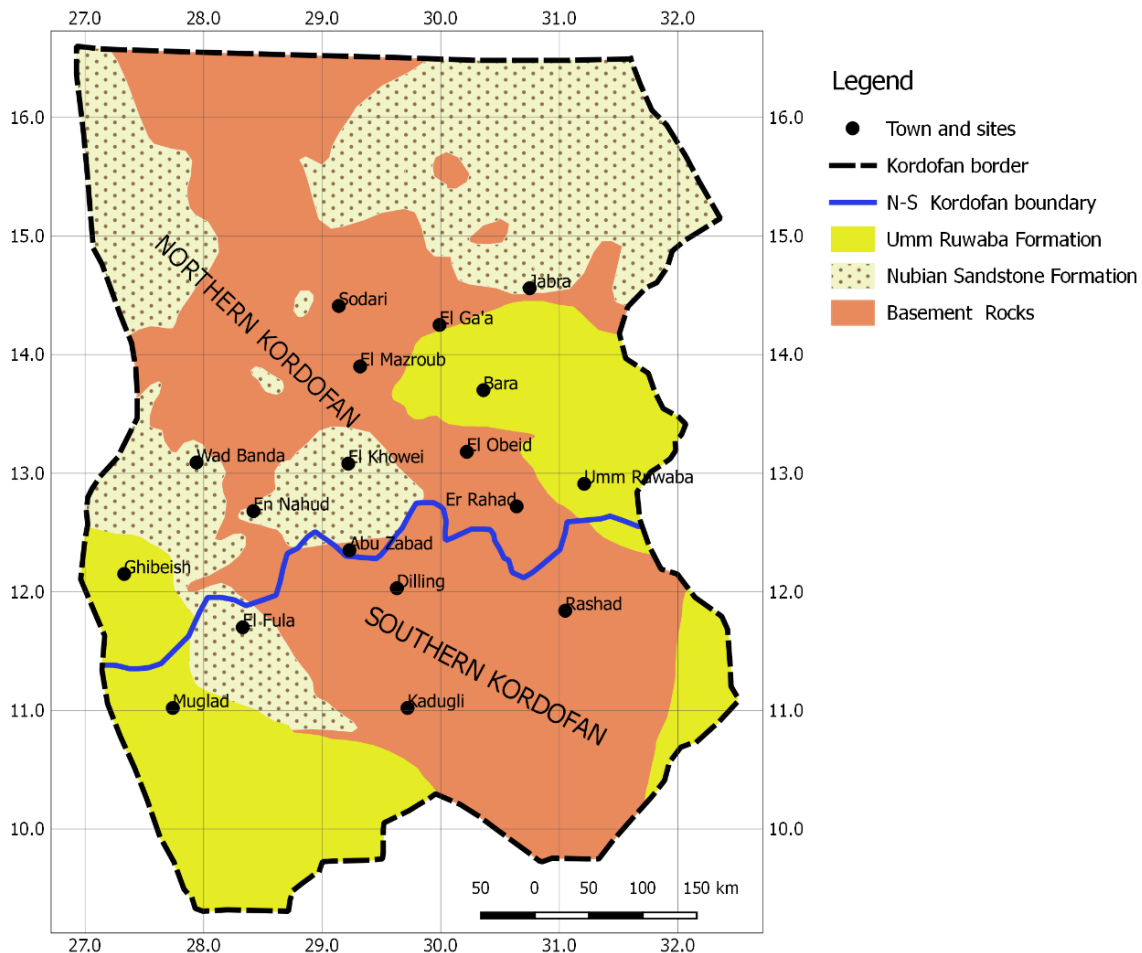 27.0 28.0 29.0 30.0 31.0 32.0
16.0 16.0
15.0 15.0
14.0 14.0
13.0 13.0
12.0 12.0
11.0 11.0
10.0 10.0
27.0 28.0 29.0 30.0 31.0 32.0
NORTHERN KORDOFAN
Jabra
Sodari
El Ga'a
El Mazroub
Bara
El Obeid
Wad Banda
El Khowei
Umm Ruwaba
En Nahud
Er Rahad
Abu Zabad
Ghibeish
Dilling
Rashad
El Fula
SOUTHERN KORDOFAN
Muglad
Kadugli
50 0 50 100 150 km
Legend
Town and sites
Kordofan border
N-S Kordofan boundary
Umm Ruwaba Formation
Nubian Sandstone Formation
Basement Rocks